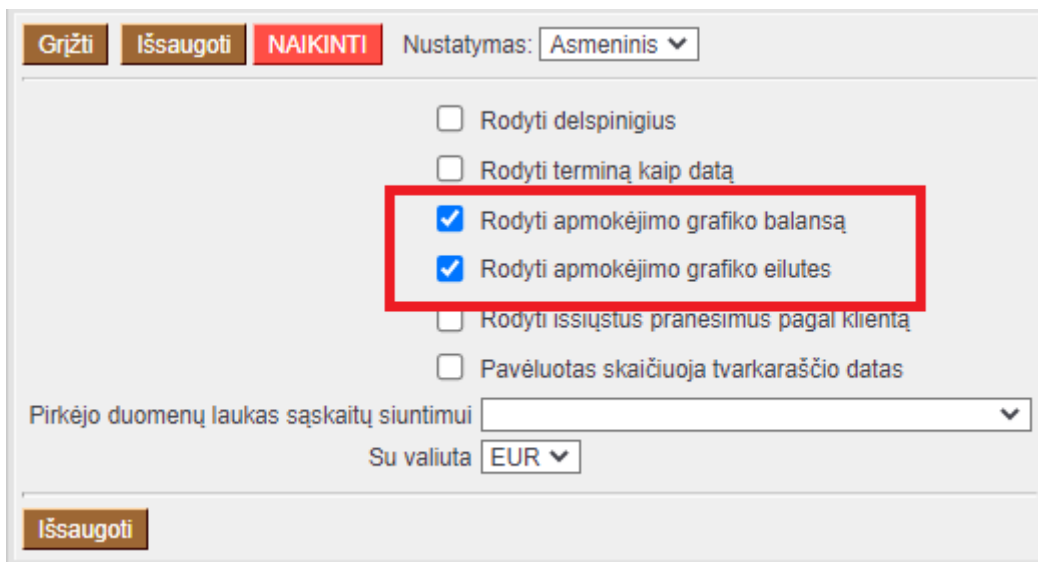 Grįžti Išsaugoti NAIKINTI Nustatymas: Asmeninis
Rodyti delspinigius
Rodyti terminą kaip datą
Rodyti apmokėjimo grafiko balansą
Rodyti apmokėjimo grafiko eilutes
Rodyti išsiųstus pranešimus pagal klientą
Pavėluotas skaičiuoja tvarkaraščio datas
Pirkėjo duomenų laukas sąskaitų siuntimui
Su valiuta EUR
Išsaugoti